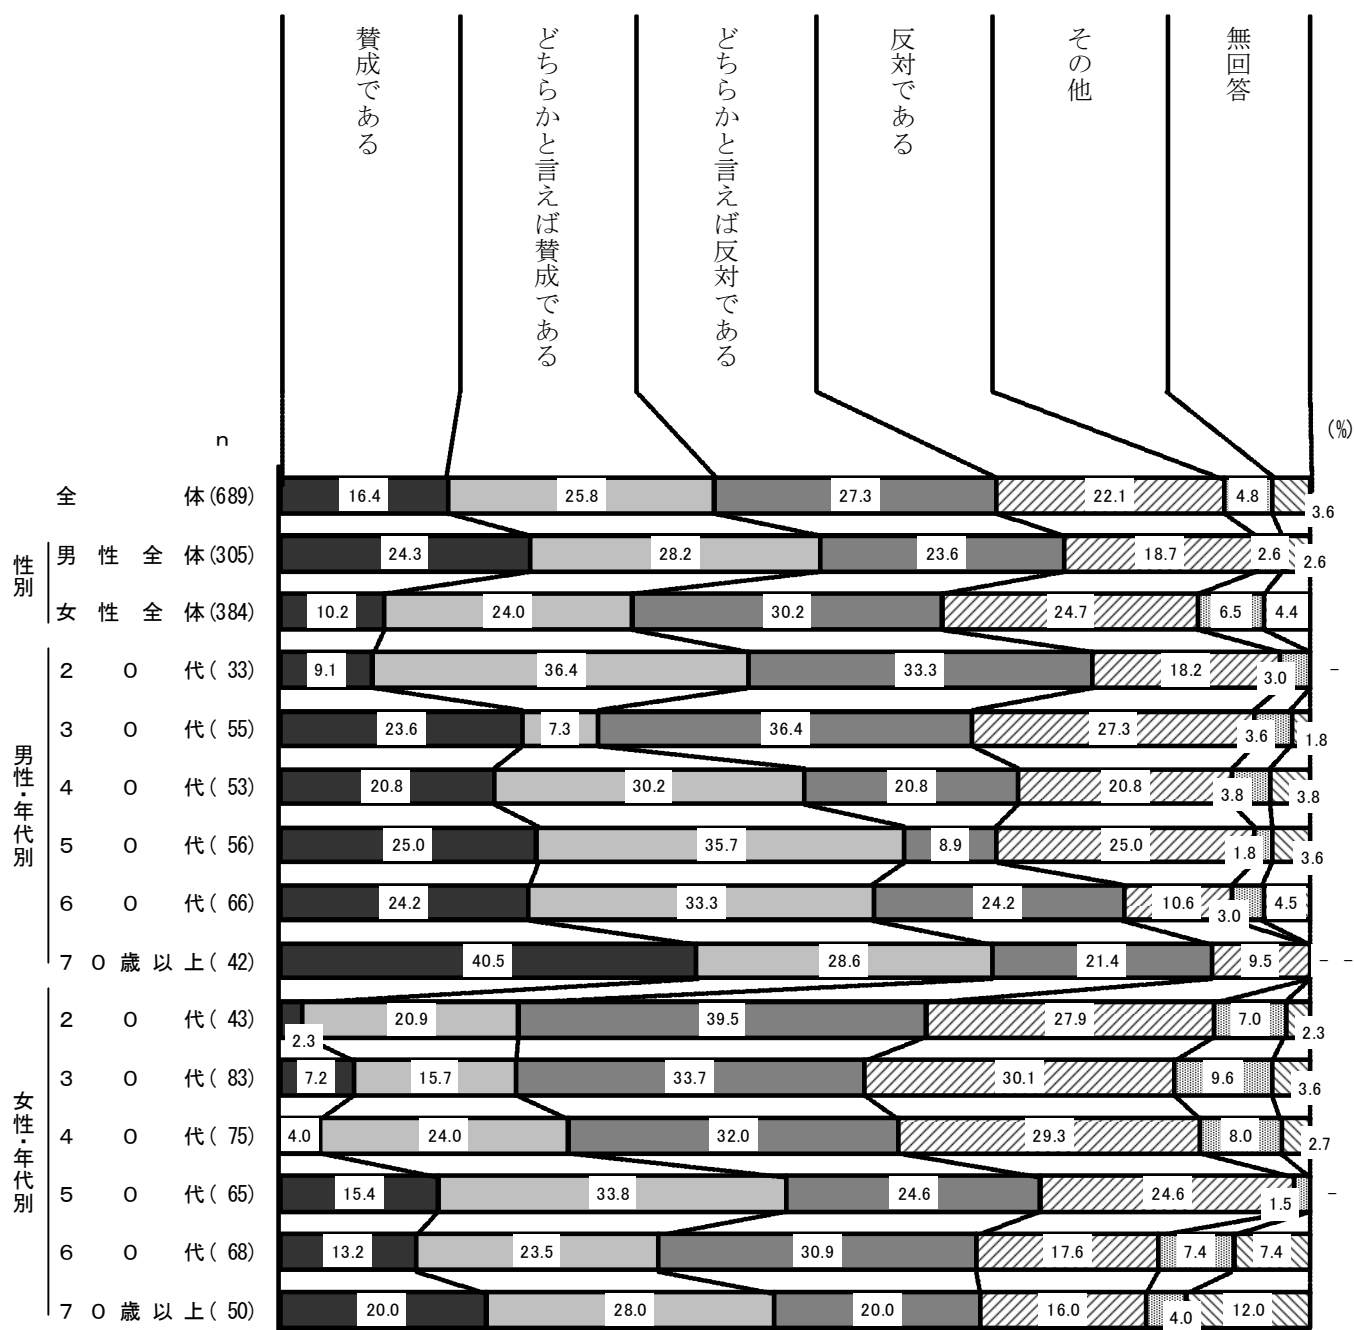 賛成である
どちらかと言えば賛成である
どちらかと言えば反対である
反対である
その他
無回答
n
(%)
全体(689) 16.4 25.8 27.3 22.1 4.8 3.6
性別
男性全体(305) 24.3 28.2 23.6 18.7 2.6 2.6
女性全体(384) 10.2 24.0 30.2 24.7 6.5 4.4
男性・年代別
２０代( 33) 9.1 36.4 33.3 18.2 3.0 -
３０代( 55) 23.6 7.3 36.4 27.3 3.6 1.8
４０代( 53) 20.8 30.2 20.8 20.8 3.8 3.8
５０代( 56) 25.0 35.7 8.9 25.0 1.8 3.6
６０代( 66) 24.2 33.3 24.2 10.6 3.0 4.5
７０歳以上( 42) 40.5 28.6 21.4 9.5 - -
女性・年代別
２０代( 43) 2.3 20.9 39.5 27.9 7.0 2.3
３０代( 83) 7.2 15.7 33.7 30.1 9.6 3.6
４０代( 75) 4.0 24.0 32.0 29.3 8.0 2.7
５０代( 65) 15.4 33.8 24.6 24.6 1.5 -
６０代( 68) 13.2 23.5 30.9 17.6 7.4 7.4
７０歳以上( 50) 20.0 28.0 20.0 16.0 4.0 12.0